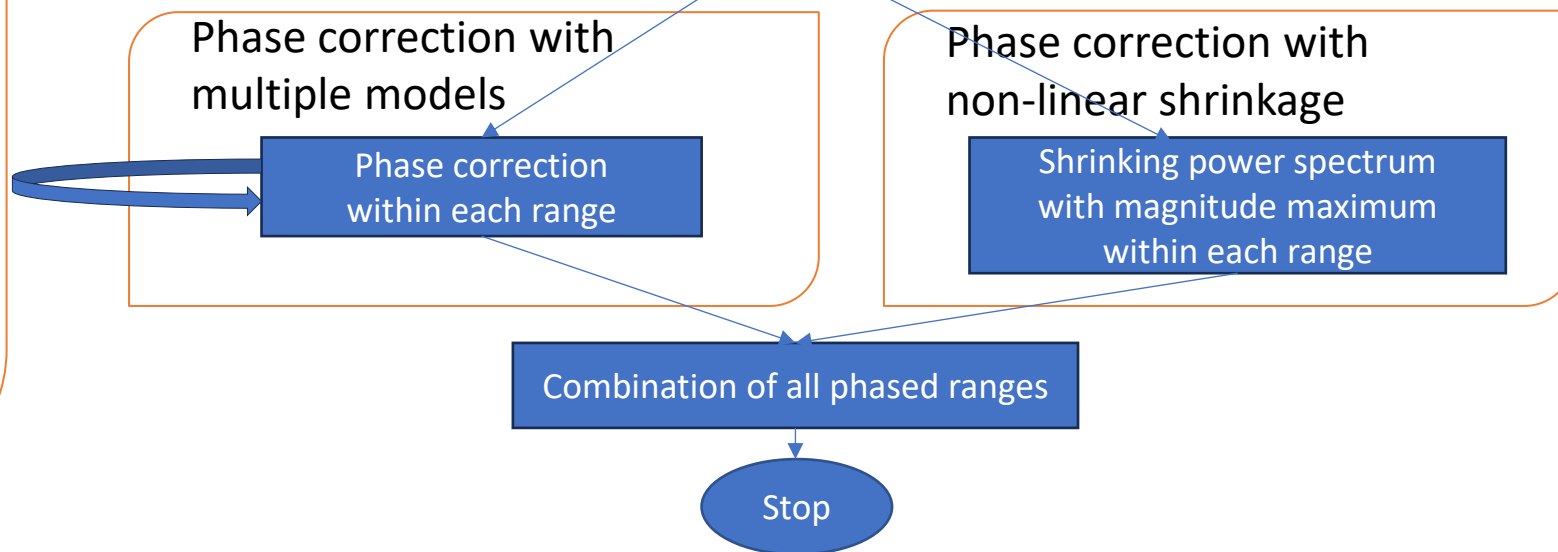 Phase correction with
multiple models
Phase correction
within each range
Phase correction with
non-linear shrinkage
Shrinking power spectrum
with magnitude maximum
within each range
Combination of all phased ranges
Stop